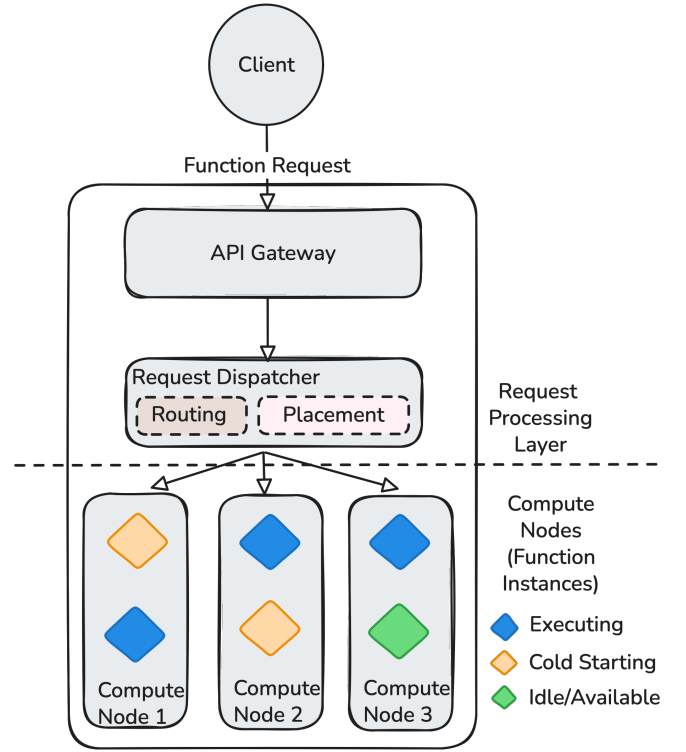 Client
Function Request
API Gateway
Request Dispatcher
Routing
Placement
Request
Processing
Layer
Compute
Nodes
(Function
Instances)
Executing
Cold Starting
Idle/Available
Compute
Node 1
Compute
Node 2
Compute
Node 3